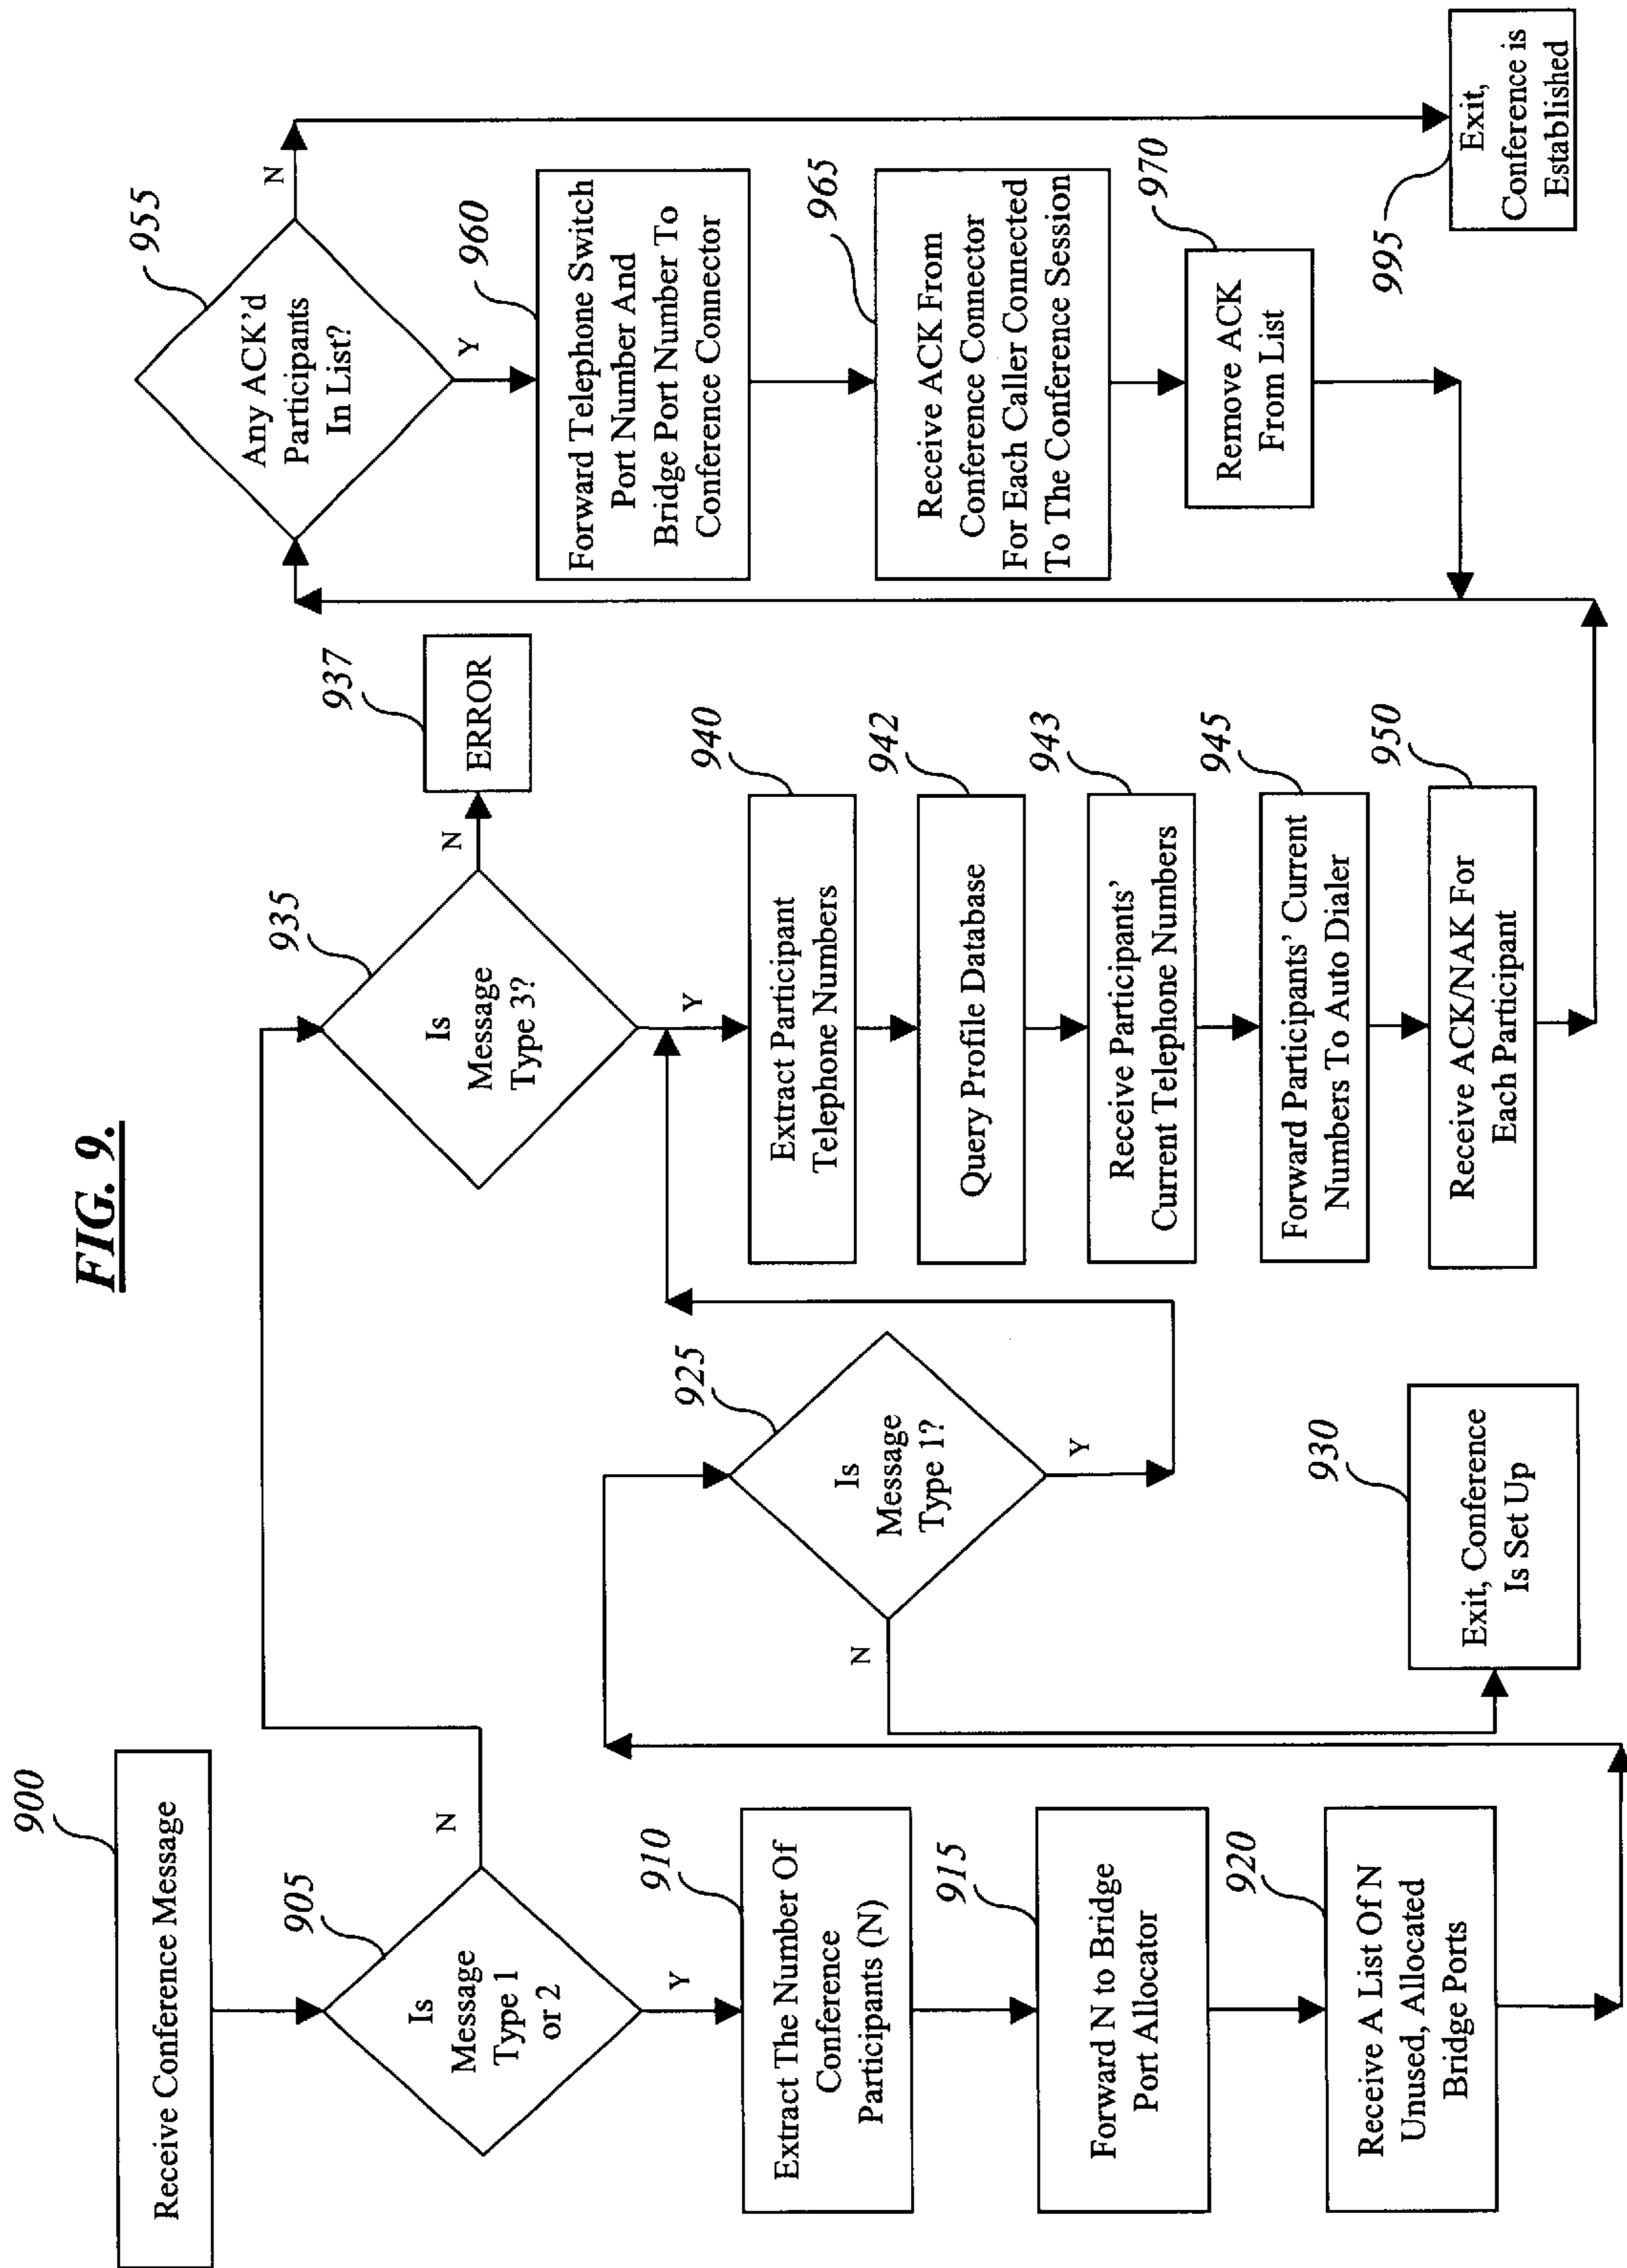 FIG. 9.
900
Receive Conference Message
905
Is
Message
Type 1
or 2
N
Y
910
Extract The Number Of
Conference
Participants (N)
915
Forward N to Bridge
Port Allocator
920
Receive A List Of N
Unused, Allocated
Bridge Ports
925
Is
Message
Type 1?
N
Y
930
Exit, Conference
Is Set Up
935
Is
Message
Type 3?
N
Y
937
ERROR
940
Extract Participant
Telephone Numbers
942
Query Profile Database
943
Receive Participants'
Current Telephone Numbers
945
Forward Participants' Current
Numbers To Auto Dialer
950
Receive ACK/NAK For
Each Participant
955
Any ACK'd
Participants
In List?
N
Y
960
Forward Telephone Switch
Port Number And
Bridge Port Number To
Conference Connector
965
Receive ACK From
Conference Connector
For Each Caller Connected
To The Conference Session
970
Remove ACK
From List
995
Exit,
Conference is
Established